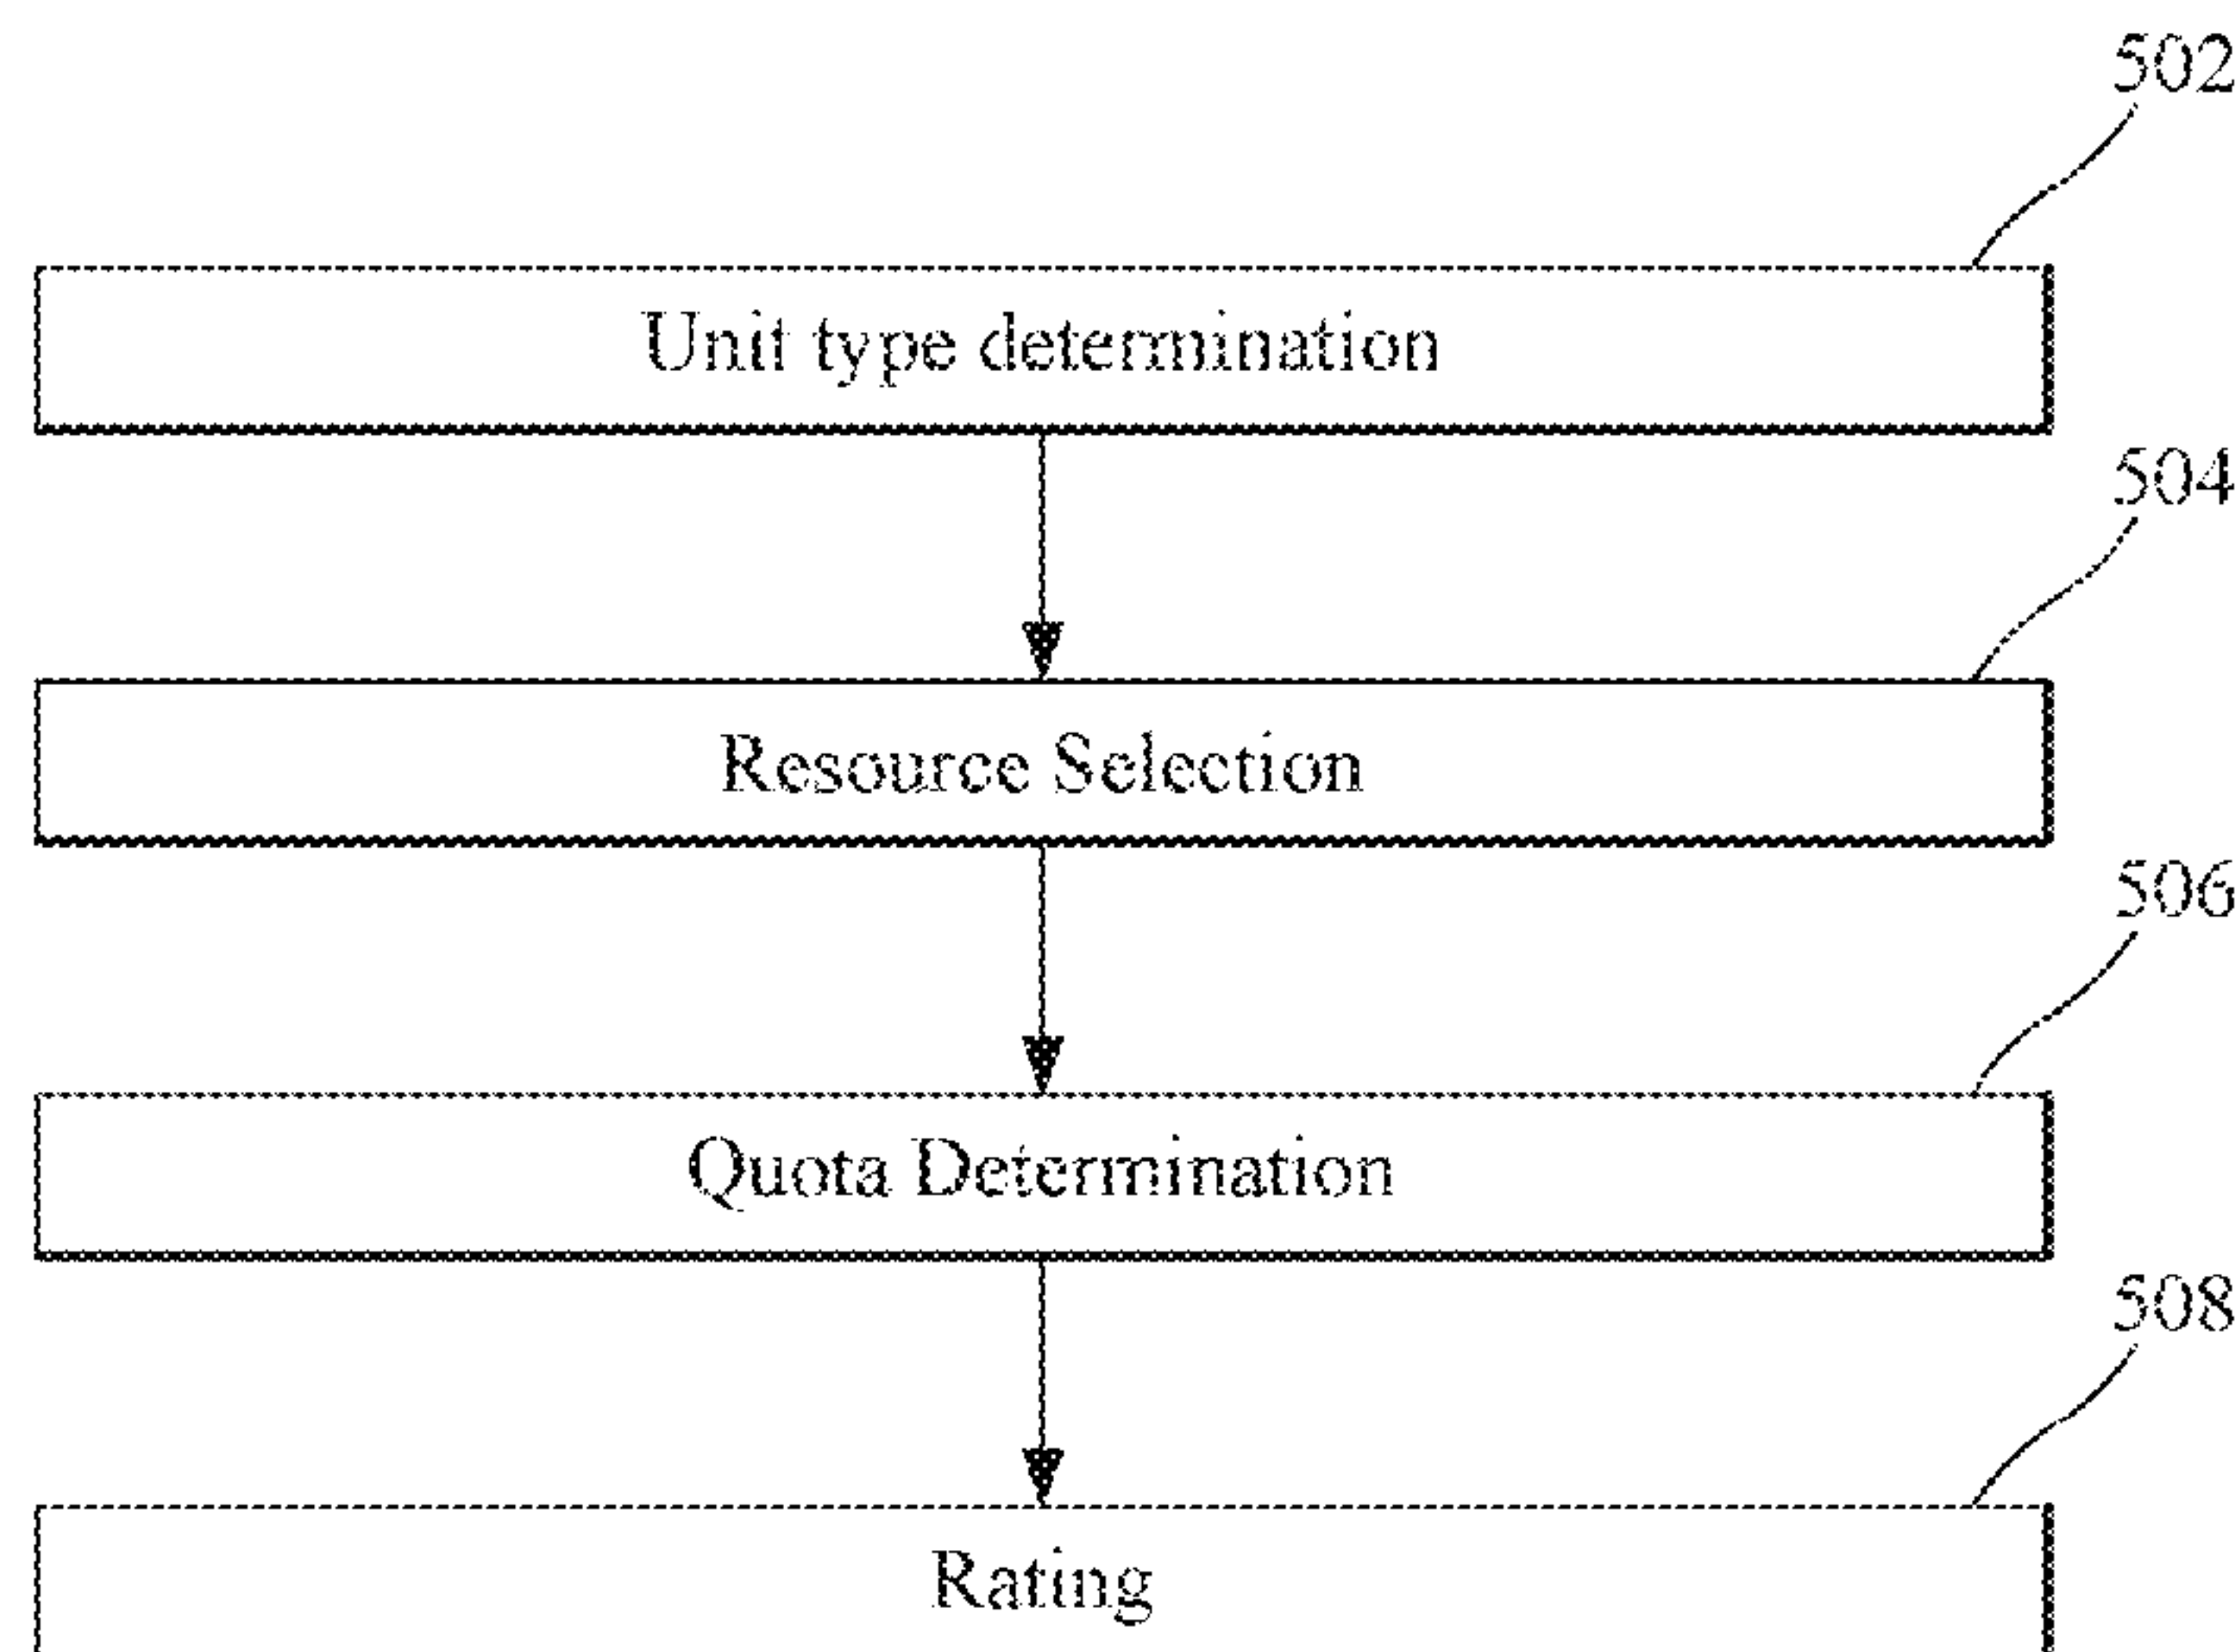 502
Unit type determination
504
Resource Selection
506
Quota Determination
508
Rating